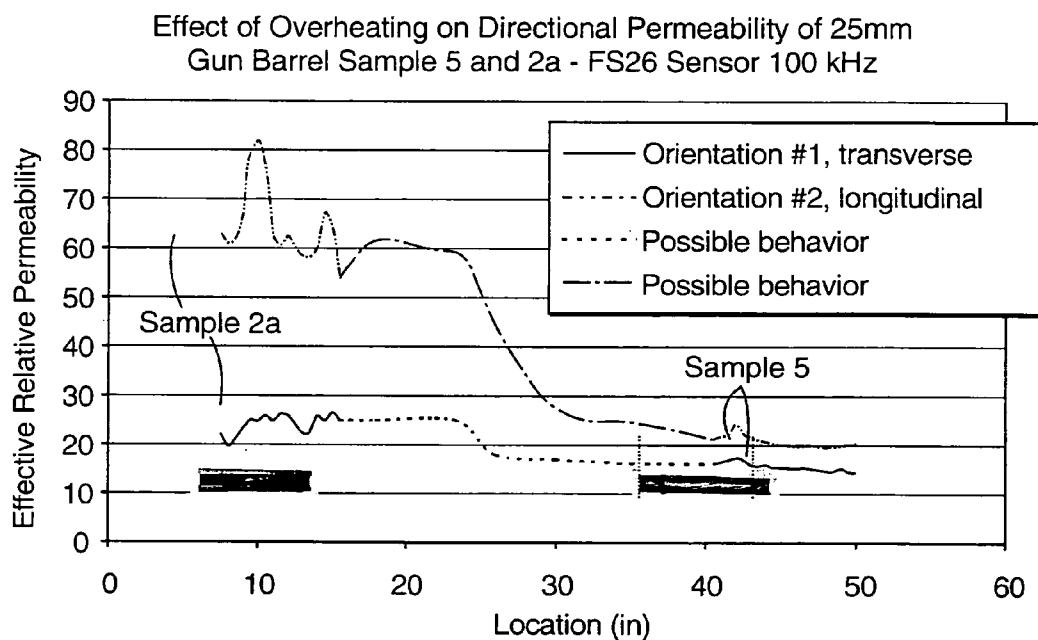 Effect of Overheating on Directional Permeability of 25mm
Gun Barrel Sample 5 and 2a - FS26 Sensor 100 kHz
Effective Relative Permeability
90
80
70
60
50
40
30
20
10
0
Orientation #1, transverse
Orientation #2, longitudinal
Possible behavior
Possible behavior
Sample 2a
Sample 5
0 10 20 30 40 50 60
Location (in)